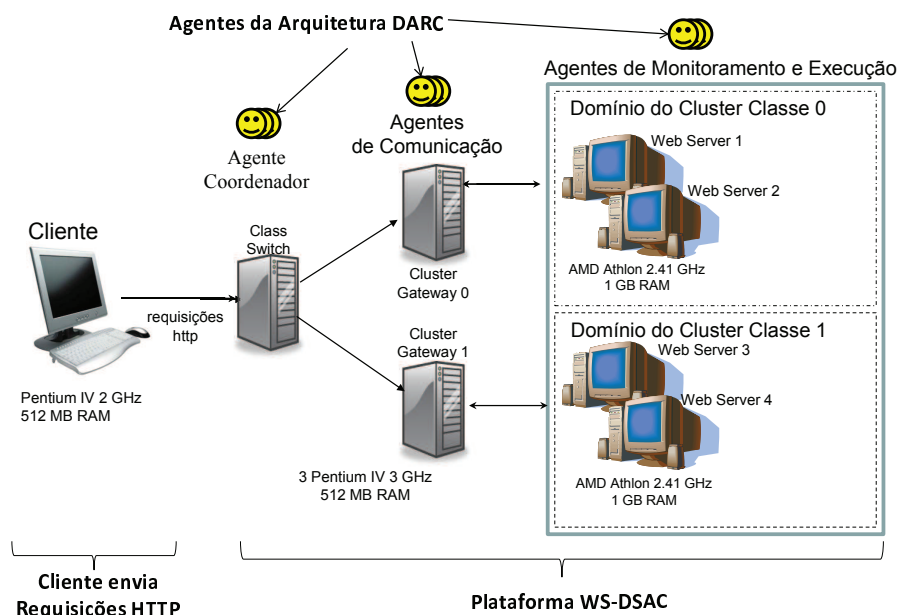 Agentes da Arquitetura DARC
Agentes de Monitoramento e Execução
Agente
Coordenador
Agentes
de Comunicação
Domínio do Cluster Classe 0
Web Server 1
Web Server 2
AMD Athlon 2.41 GHz
1 GB RAM
Cliente
Class
Switch
Cluster
Gateway 0
requisições
http
Pentium IV 2 GHz
512 MB RAM
Cluster
Gateway 1
3 Pentium IV 3 GHz
512 MB RAM
Domínio do Cluster Classe 1
Web Server 3
Web Server 4
AMD Athlon 2.41 GHz
1 GB RAM
Cliente envia
Requisições HTTP
Plataforma WS-DSAC